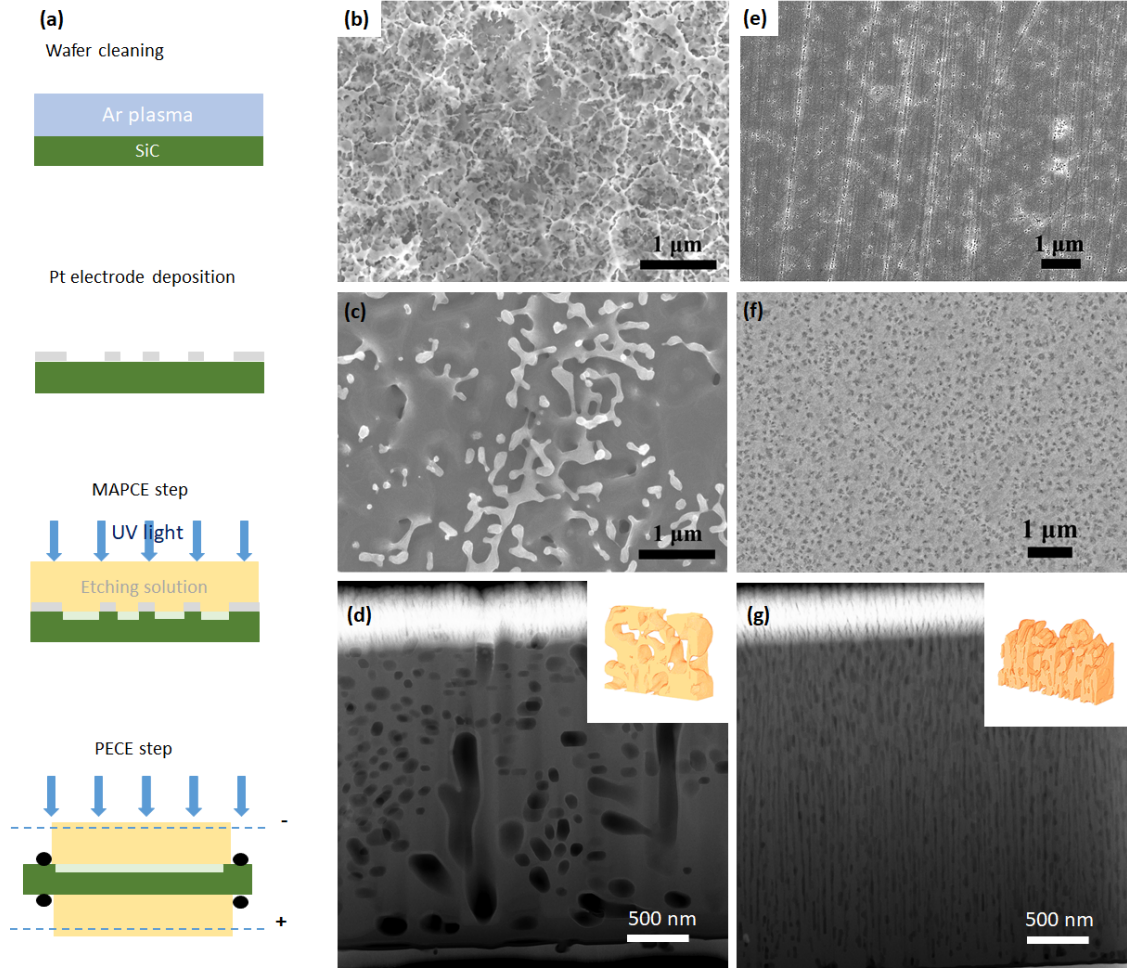 (a)
Wafer cleaning
Ar plasma
SiC
Pt electrode deposition
MAPCE step
UV light
Etching solution
PECE step
-
+
(b)
1 μm
(c)
1 μm
(d)
500 nm
(e)
1 μm
(f)
1 μm
(g)
500 nm